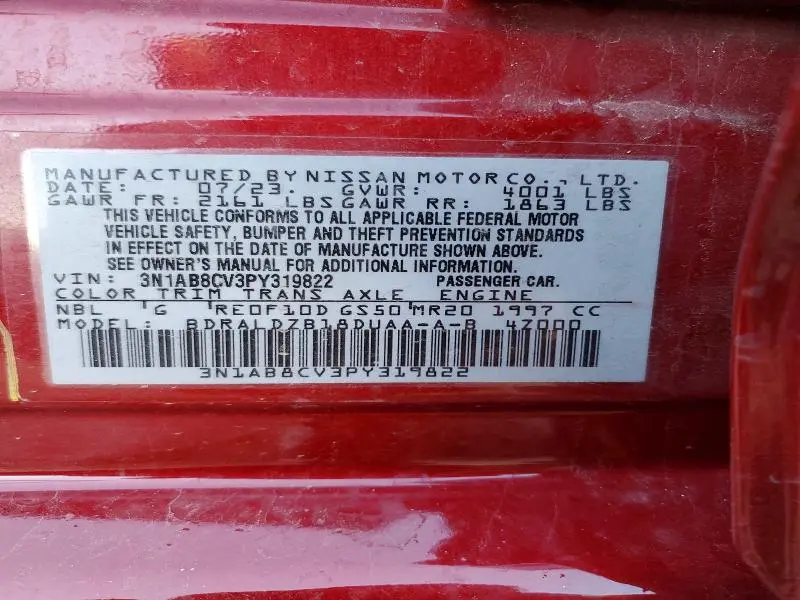 MANUFACTURED BY NISSAN MOTOR CO., LTD.
DATE: 07/23. GVWR: 4001 LBS
GAWR FR: 2161 LBS GAWR RR: 1863 LBS
THIS VEHICLE CONFORMS TO ALL APPLICABLE FEDERAL MOTOR
VEHICLE SAFETY, BUMPER AND THEFT PREVENTION STANDARDS
IN EFFECT ON THE DATE OF MANUFACTURE SHOWN ABOVE.
SEE OWNER'S MANUAL FOR ADDITIONAL INFORMATION.
VIN: 3N1AB8CV3PY319822 PASSENGER CAR.
COLOR TRIM TRANS AXLE ENGINE
NBL G RE0F10D GS50 MR20 1997 CC
MODEL: BDRALDZB18DUAA-A-B 4Z000
3N1AB8CV3PY319822